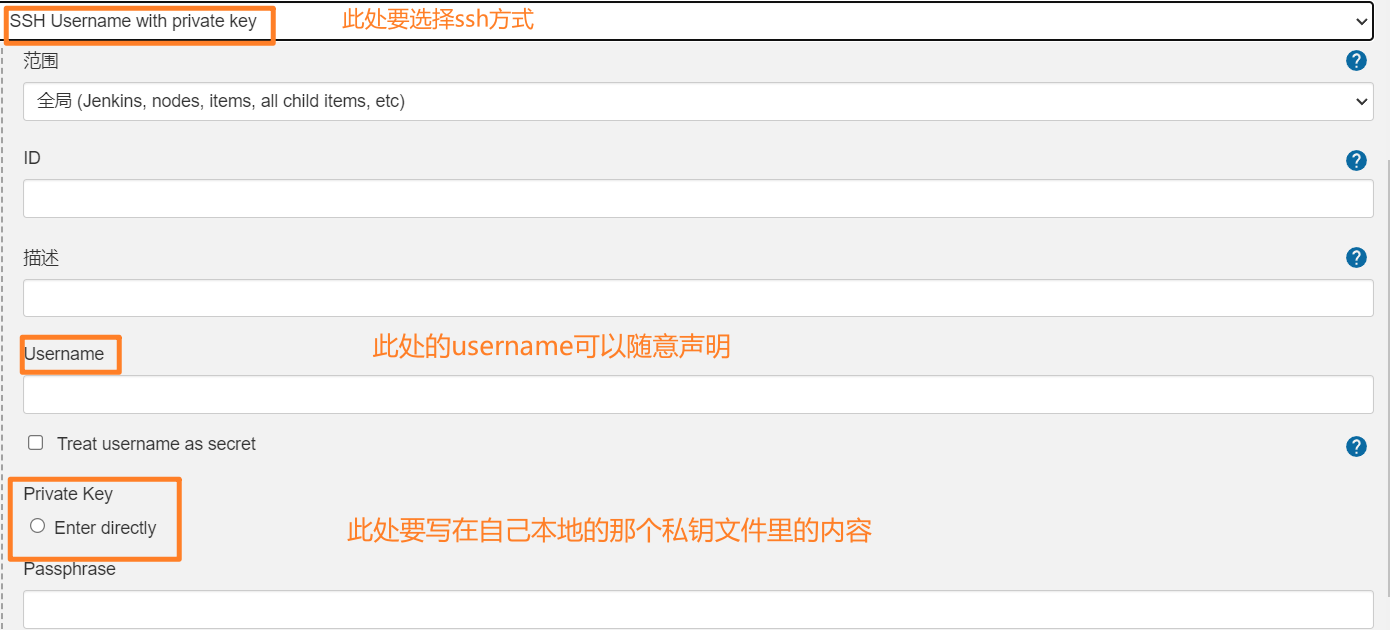 SSH Username with private key 此处要选择ssh方式
范围
全局 (Jenkins, nodes, items, all child items, etc)
ID
描述
Username 此处的username可以随意声明
Treat username as secret
Private Key
Enter directly 此处要写在自己本地的那个私钥文件里的内容
Passphrase